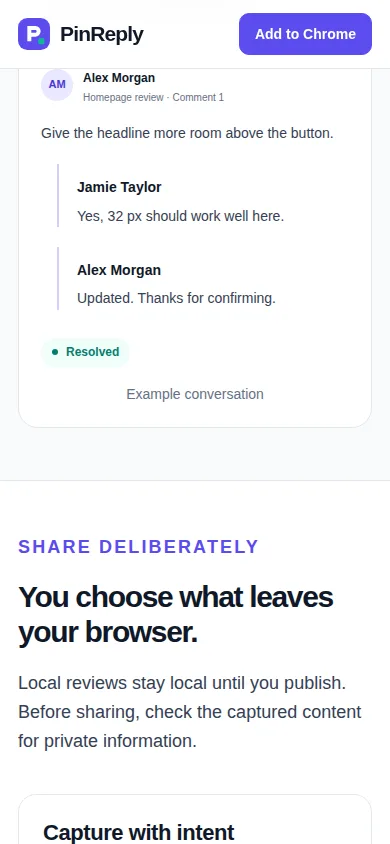 PinReply
Add to Chrome
AM
Alex Morgan
Homepage review · Comment 1
Give the headline more room above the button.
Jamie Taylor
Yes, 32 px should work well here.
Alex Morgan
Updated. Thanks for confirming.
Resolved
Example conversation
SHARE DELIBERATELY
You choose what leaves
your browser.
Local reviews stay local until you publish.
Before sharing, check the captured content
for private information.
Capture with intent